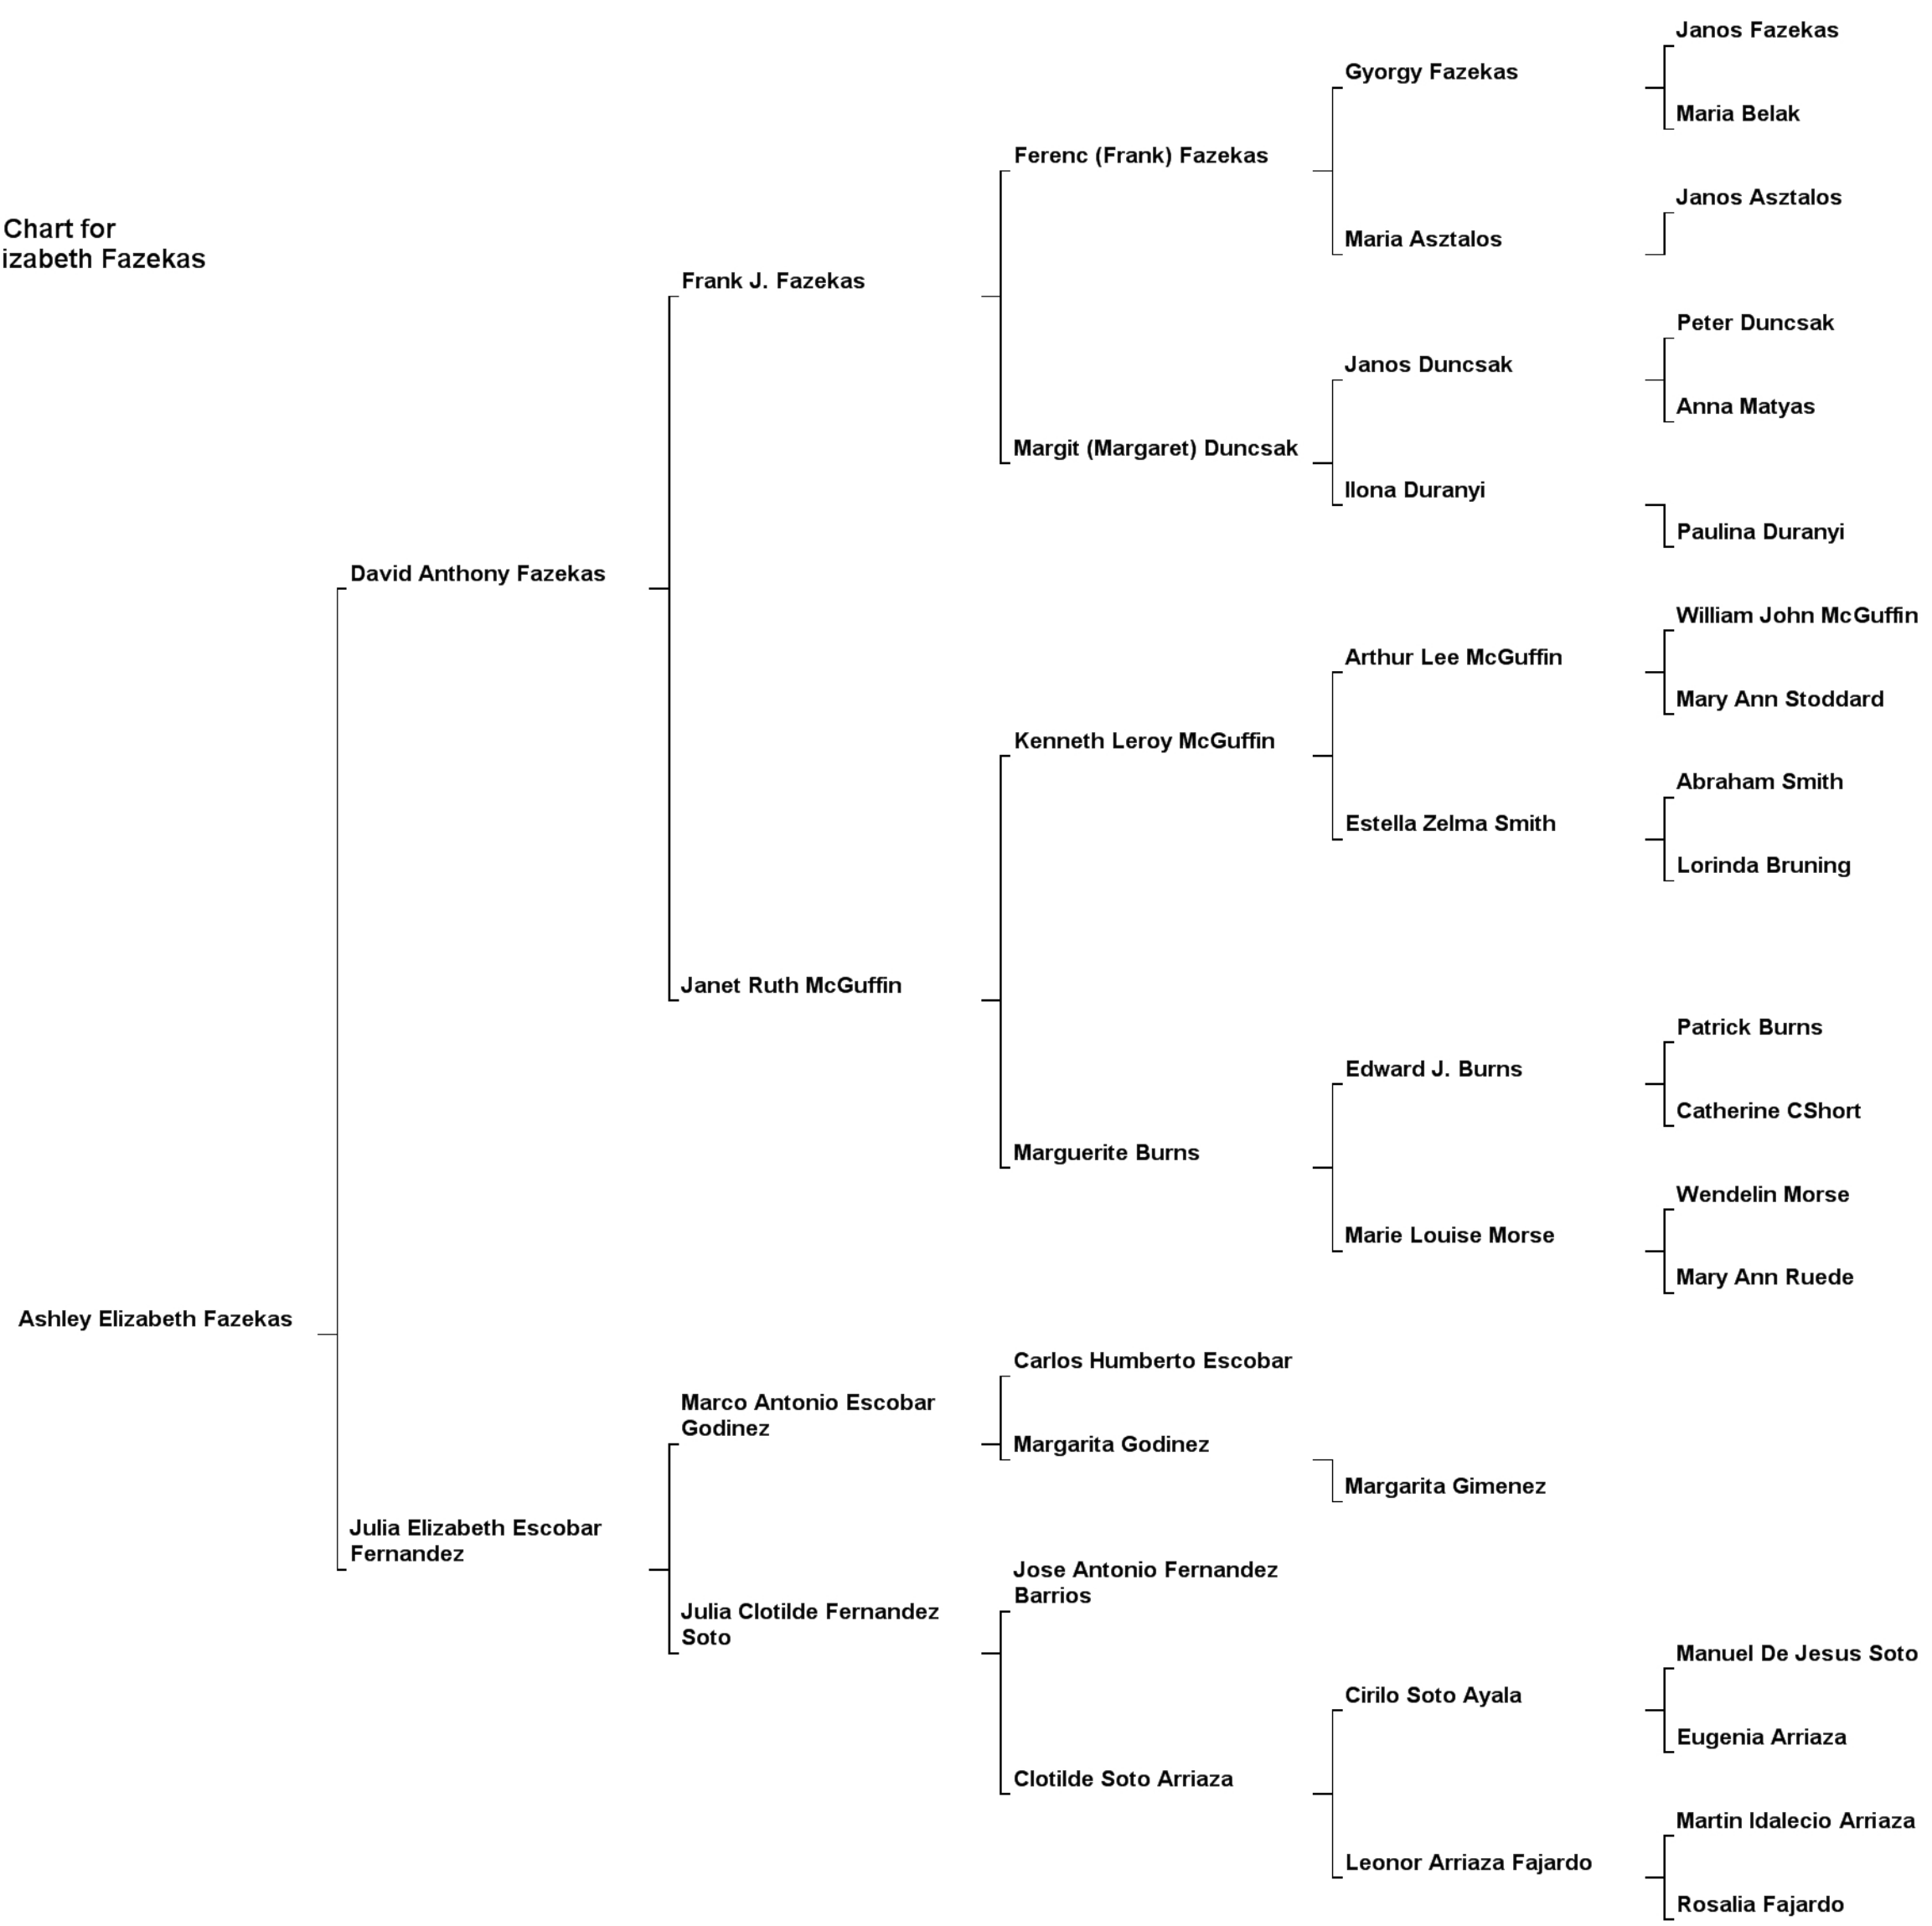 Janos Fazekas
Gyorgy Fazekas
Maria Belak
Ferenc (Frank) Fazekas
Janos Asztalos
Chart for
izabeth Fazekas
Maria Asztalos
Frank J. Fazekas
Peter Duncsak
Janos Duncsak
Anna Matyas
Margit (Margaret) Duncsak
Ilona Duranyi
Paulina Duranyi
David Anthony Fazekas
William John McGuffin
Arthur Lee McGuffin
Mary Ann Stoddard
Kenneth Leroy McGuffin
Abraham Smith
Estella Zelma Smith
Lorinda Bruning
Janet Ruth McGuffin
Patrick Burns
Edward J. Burns
Catherine CShort
Marguerite Burns
Wendelin Morse
Marie Louise Morse
Mary Ann Ruede
Ashley Elizabeth Fazekas
Carlos Humberto Escobar
Marco Antonio Escobar
Godinez
Margarita Godinez
Margarita Gimenez
Julia Elizabeth Escobar
Fernandez
Jose Antonio Fernandez
Barrios
Julia Clotilde Fernandez
Soto
Manuel De Jesus Soto
Cirilo Soto Ayala
Eugenia Arriaza
Clotilde Soto Arriaza
Martin Idalecio Arriaza
Leonor Arriaza Fajardo
Rosalia Fajardo